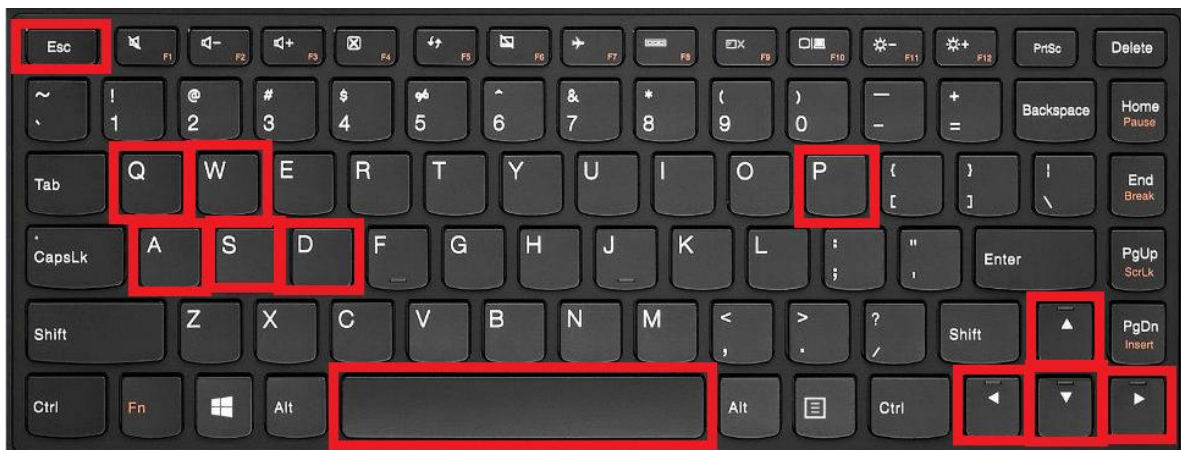 Esc F1 - F2 + F3 F4 F5 F6 F7 F8 F9 F10 - F11 + F12 PrtSc Delete
~ ! @ # $ % ^ & * ( ) — +
` 1 2 3 4 5 6 7 8 9 0 - = Backspace Home Pause
Tab Q W E R T Y U I O P { [ } ] | \ End Break
CapsLk A S D F G H J K L : ; " ' Enter PgUp ScrLk
Shift Z X C V B N M < , > . ? / Shift PgDn Insert
Ctrl Fn Alt Alt Ctrl